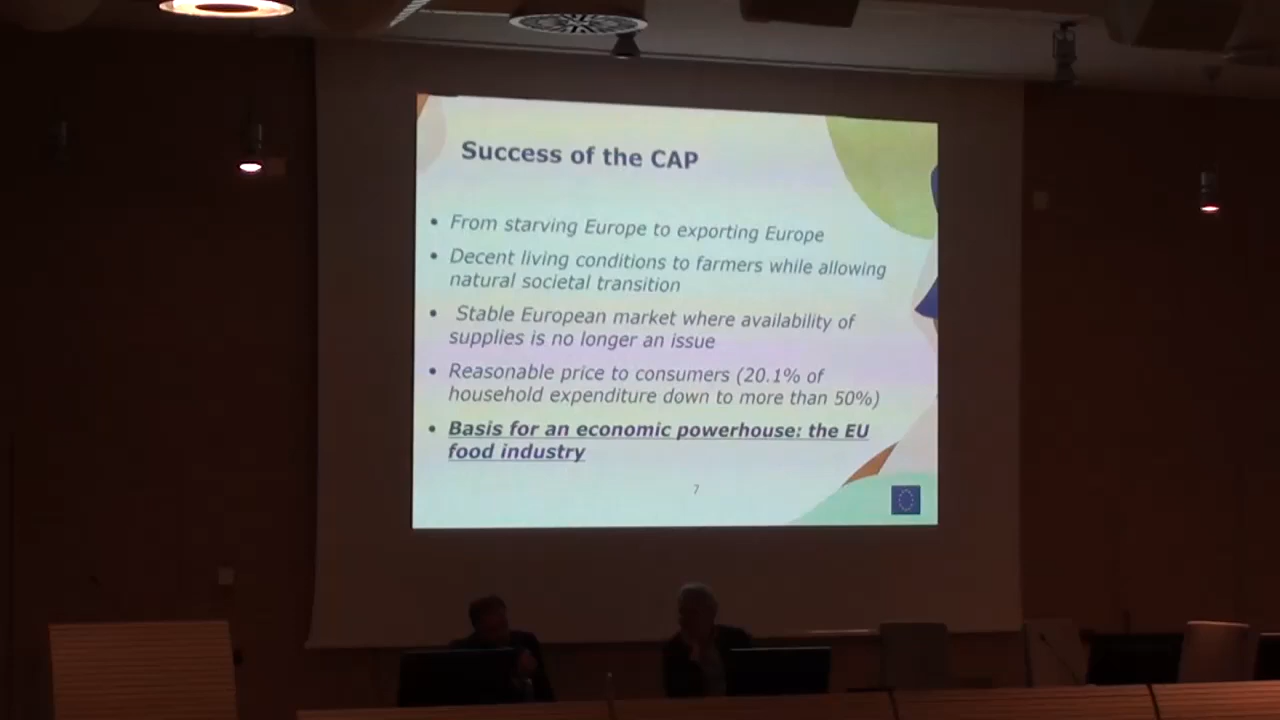 Success of the CAP
• From starving Europe to exporting Europe
• Decent living conditions to farmers while allowing
natural societal transition
• Stable European market where availability of
supplies is no longer an issue
• Reasonable price to consumers (20.1% of
household expenditure down to more than 50%)
• Basis for an economic powerhouse: the EU
food industry
7